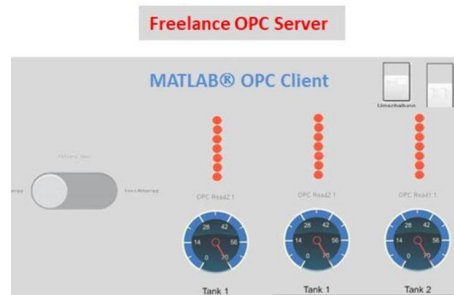 Freelance OPC Server
MATLAB® OPC Client
Umschaltung
OPC Read2 1
OPC Read2 1
OPC Read1 1
14 28 42 56
0 70
14 28 42 56
0 70
14 28 42 56
0 70
Tank 1
Tank 1
Tank 2